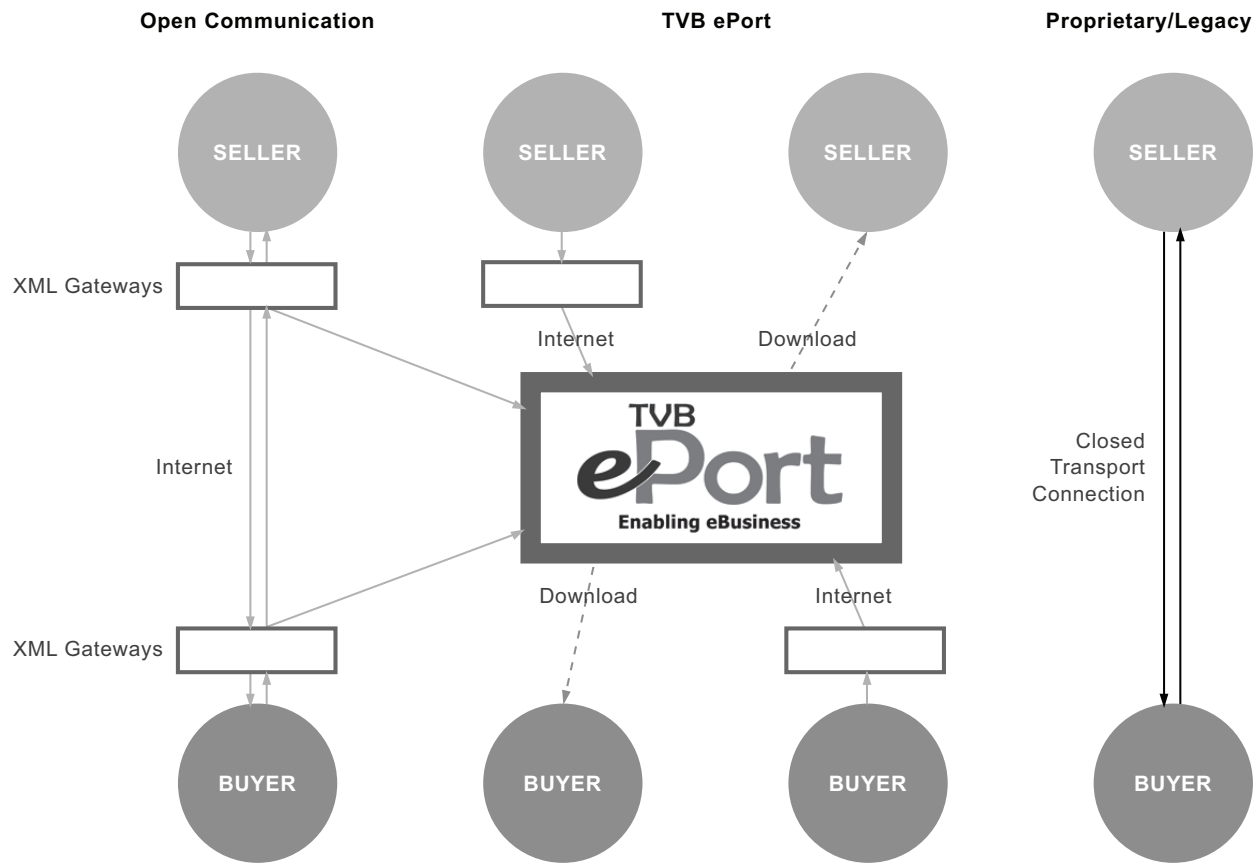 Open Communication
TVB ePort
Proprietary/Legacy
SELLER
SELLER
SELLER
SELLER
XML Gateways
Internet
Download
TVB
ePort
Enabling eBusiness
Internet
Closed
Transport
Connection
Download
Internet
XML Gateways
BUYER
BUYER
BUYER
BUYER